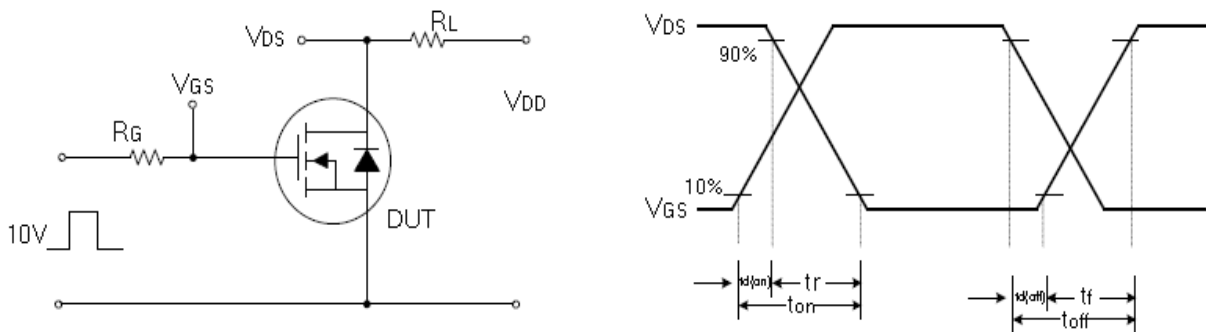 RL
VDS
VGS
VDD
RG
10V
DUT
VDS
90%
10%
VGS
td(on)
tr
ton
td(off)
tf
toff